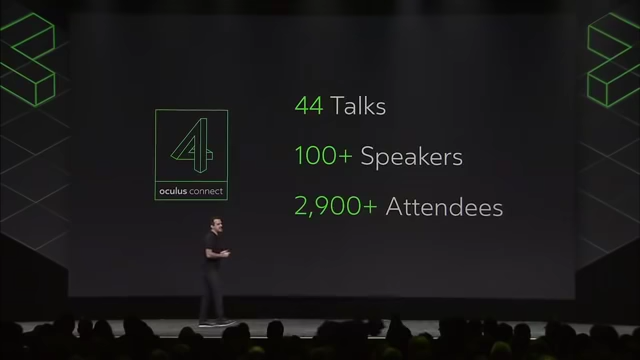 4
oculus connect
44 Talks
100+ Speakers
2,900+ Attendees